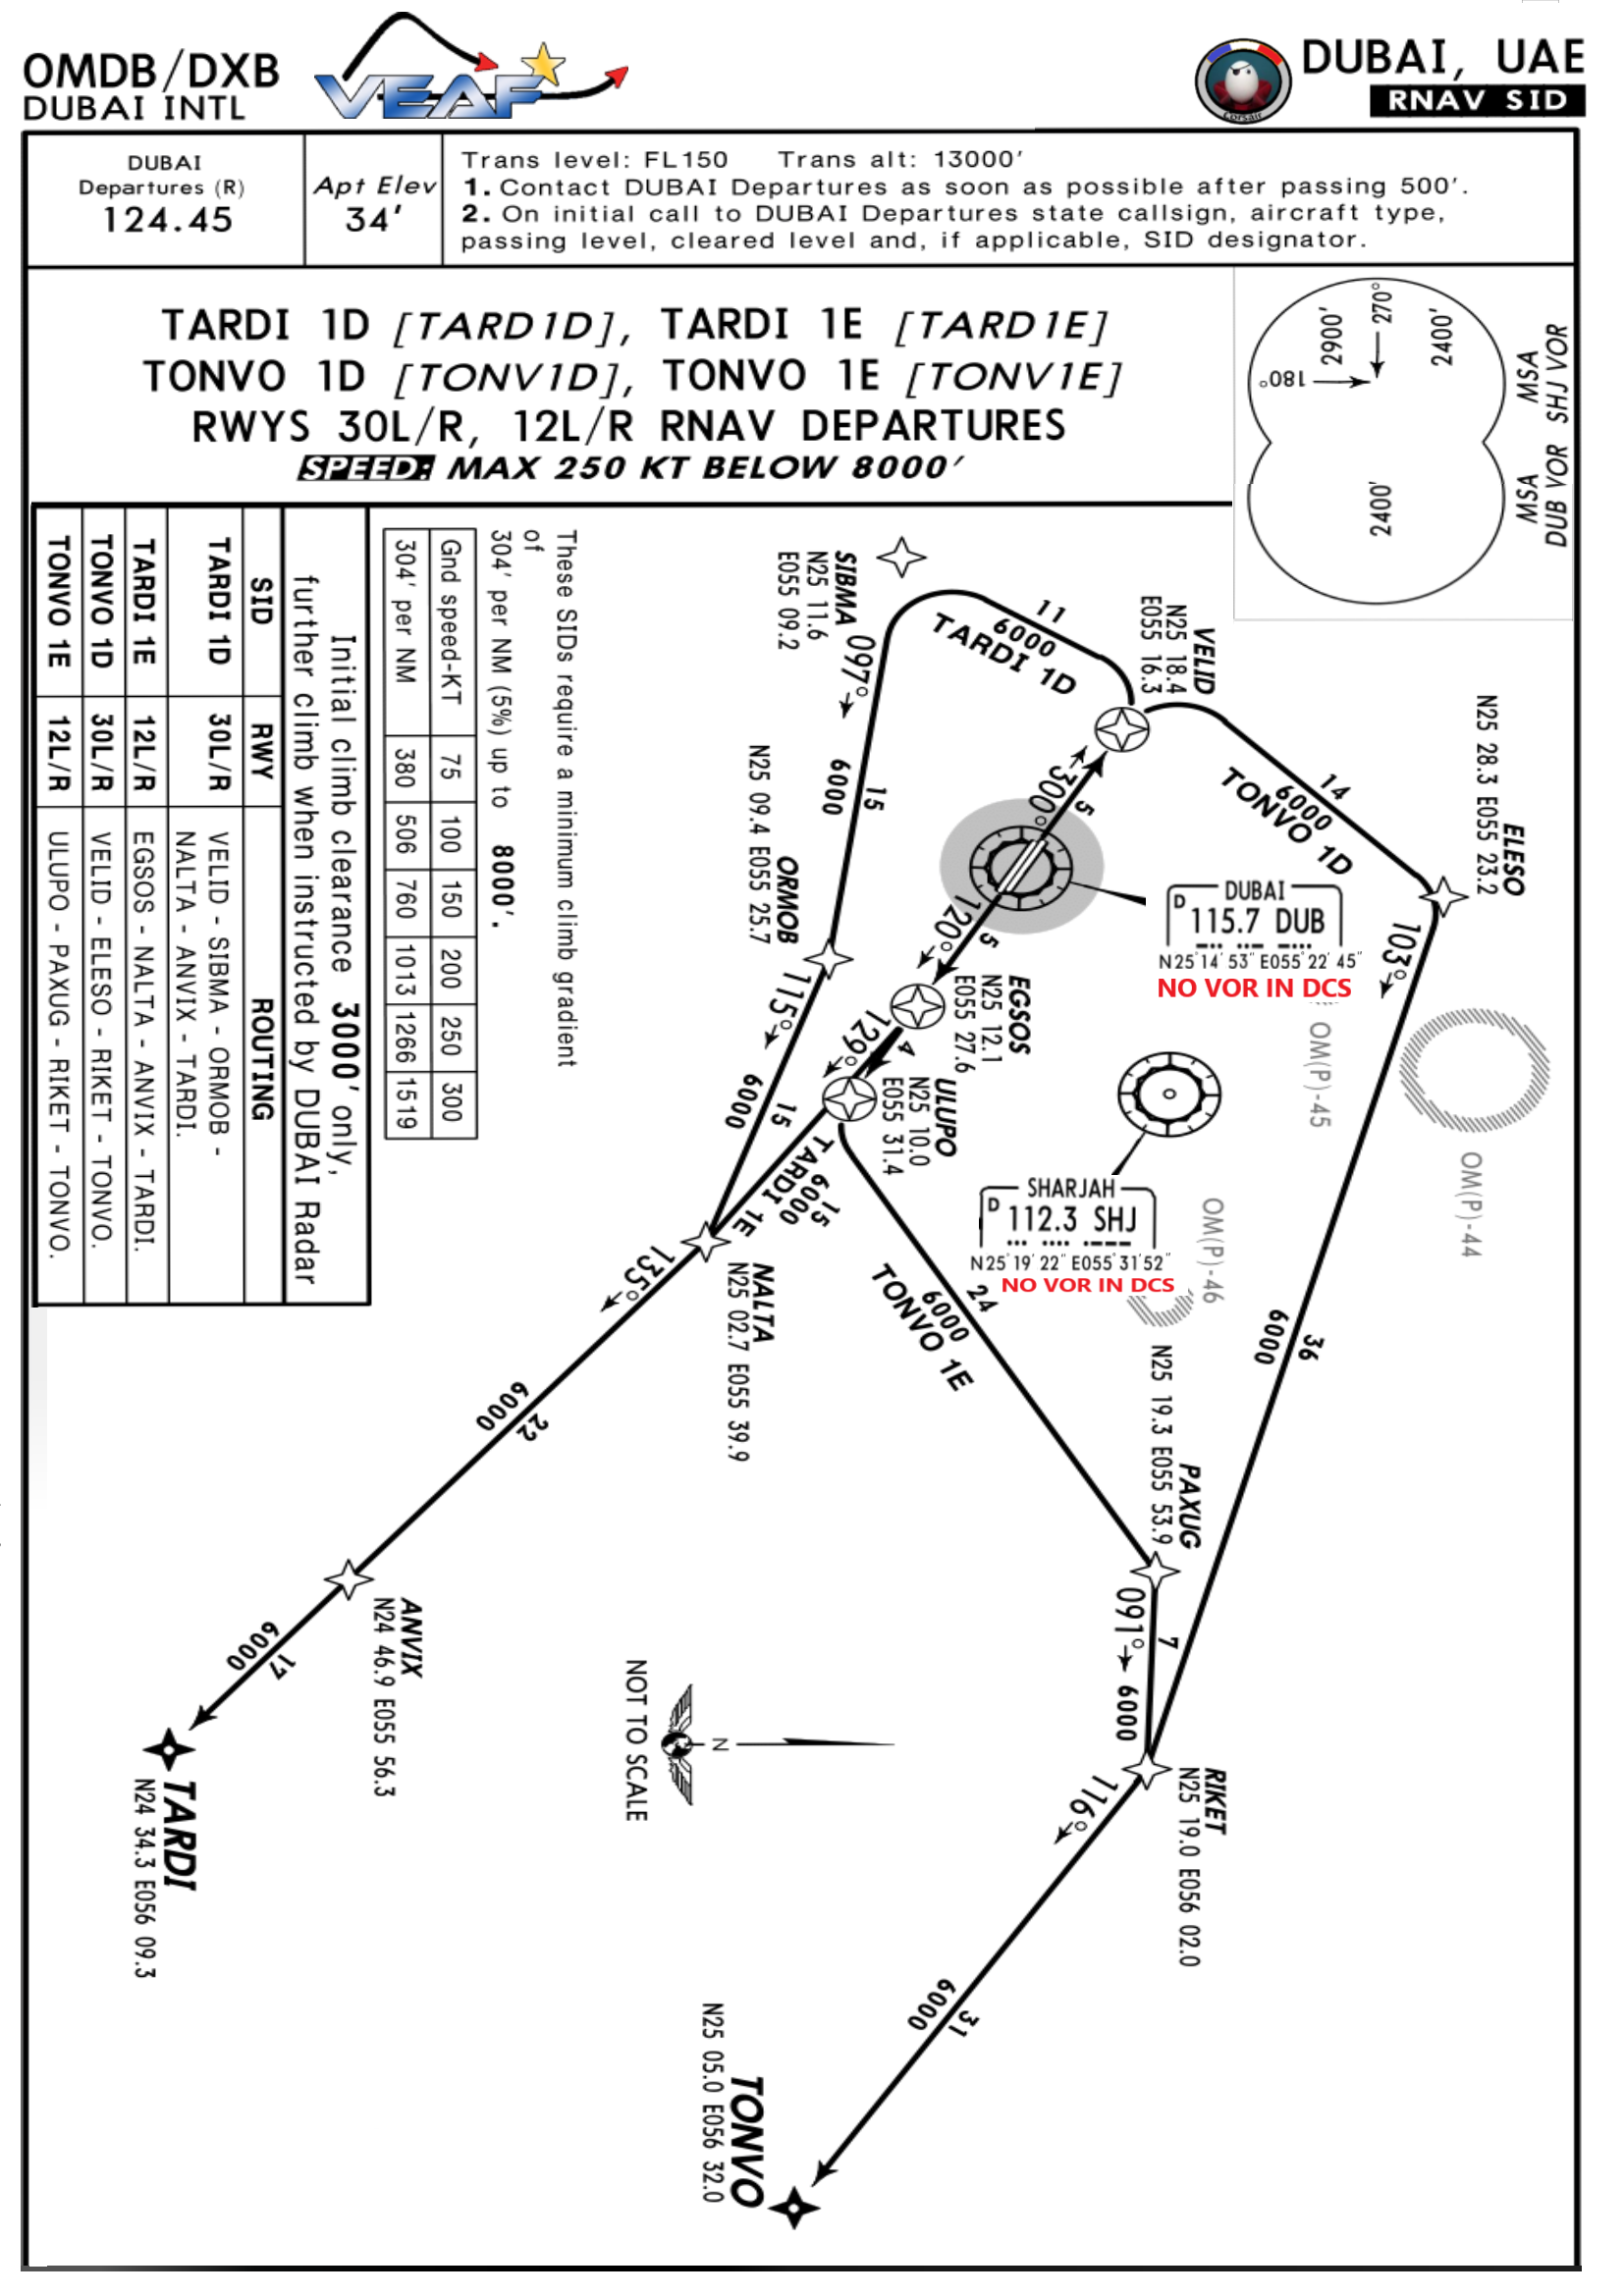 OMDB/DXB
DUBAI INTL
VEAF
Corsair
DUBAI, UAE
RNAV SID
DUBAI
Departures (R)
124.45
Apt Elev
34'
Trans level: FL150 Trans alt: 13000'
1. Contact DUBAI Departures as soon as possible after passing 500'.
2. On initial call to DUBAI Departures state callsign, aircraft type,
passing level, cleared level and, if applicable, SID designator.
TARDI 1D [TARD1D], TARDI 1E [TARD1E]
TONVO 1D [TONV1D], TONVO 1E [TONV1E]
RWYS 30L/R, 12L/R RNAV DEPARTURES
SPEED: MAX 250 KT BELOW 8000'
270°
180°
2900'
2400'
2400'
MSA
SHJ VOR
MSA
DUB VOR
These SIDs require a minimum climb gradient
of
304' per NM (5%) up to 8000'.
Gnd speed-KT 75 100 150 200 250 300
304' per NM 380 506 760 1013 1266 1519
Initial climb clearance 3000' only,
further climb when instructed by DUBAI Radar
SID RWY ROUTING
TARDI 1D 30L/R VELID - SIBMA - ORMOB -
NALTA - ANVIX - TARDI.
TARDI 1E 12L/R EGSOS - NALTA - ANVIX - TARDI.
TONVO 1D 30L/R VELID - ELESO - RIKET - TONVO.
TONVO 1E 12L/R ULUPO - PAXUG - RIKET - TONVO.
SIBMA
N25 11.6
E055 09.2
097°
15
6000
11
6000
TARDI 1D
VELID
N25 18.4
E055 16.3
300°
5
14
6000
TONVO 1D
ELESO
N25 28.3 E055 23.2
103°
36
6000
ORMOB
N25 09.4 E055 25.7
115°
15
6000
120°
5
EGSOS
N25 12.1
E055 27.6
129°
4
ULUPO
N25 10.0
E055 31.4
15
6000
TARDI 1E
DUBAI
D 115.7 DUB
N25°14'53" E055°22'45"
NO VOR IN DCS
SHARJAH
D 112.3 SHJ
N25°19'22" E055°31'52"
NO VOR IN DCS
OM(P)-45
OM(P)-44
OM(P)-46
24
6000
TONVO 1E
NALTA
N25 02.7 E055 39.9
135°
22
6000
PAXUG
N25 19.3 E055 53.9
091°
7
6000
RIKET
N25 19.0 E056 02.0
116°
31
6000
ANVIX
N24 46.9 E055 56.3
17
6000
TARDI
N24 34.3 E056 09.3
TONVO
N25 05.0 E056 32.0
N
NOT TO SCALE